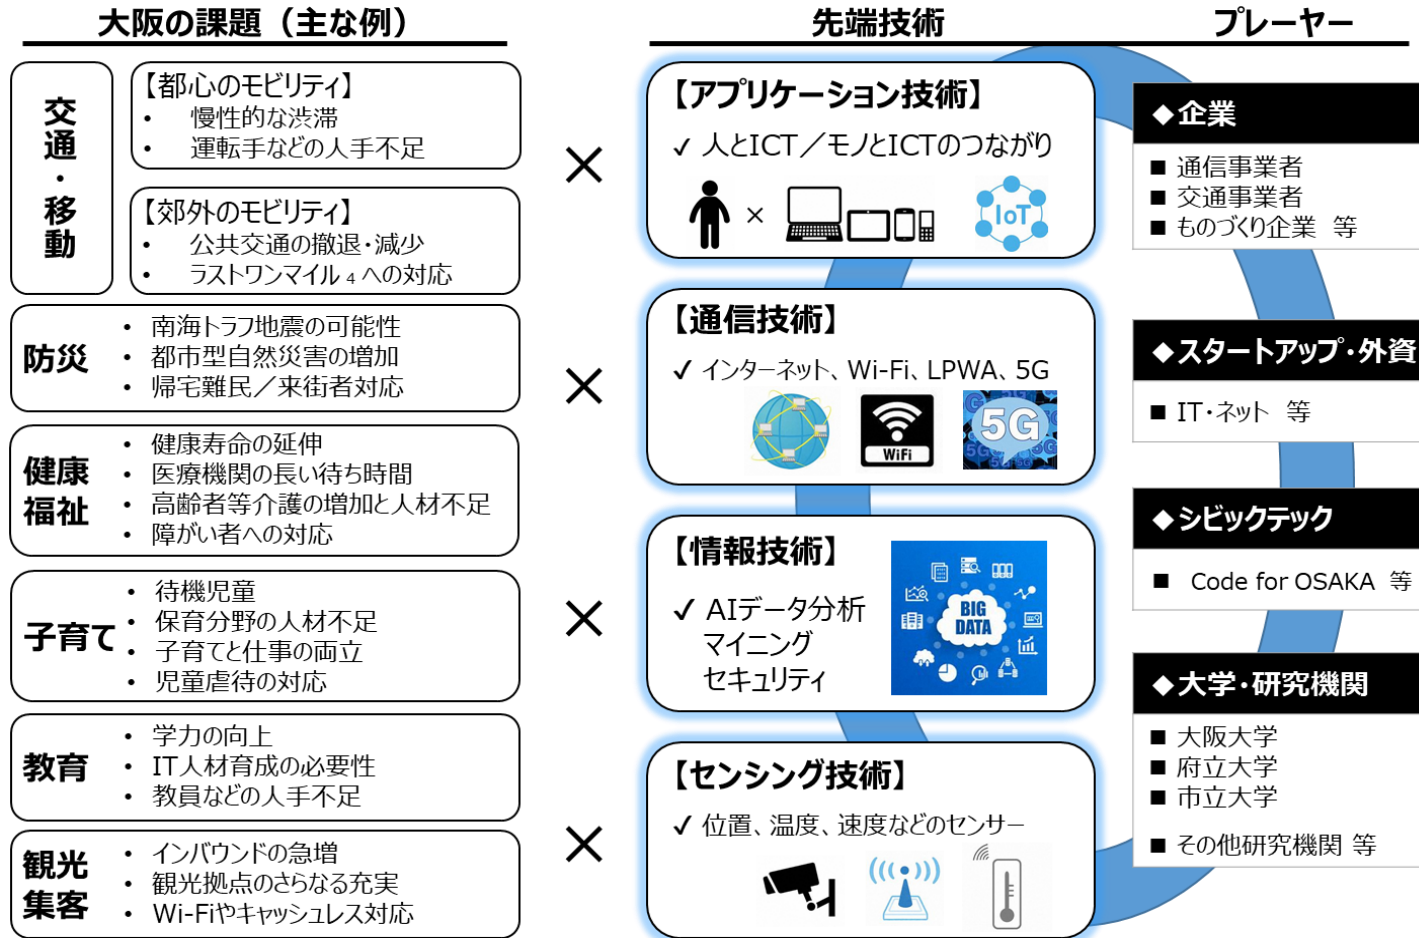 大阪の課題（主な例）
交通・移動
【都心のモビリティ】
• 慢性的な渋滞
• 運転手などの人手不足
【郊外のモビリティ】
• 公共交通の撤退・減少
• ラストワンマイル 4 への対応
防災
• 南海トラフ地震の可能性
• 都市型自然災害の増加
• 帰宅難民／来街者対応
健康
福祉
• 健康寿命の延伸
• 医療機関の長い待ち時間
• 高齢者等介護の増加と人材不足
• 障がい者への対応
子育て
• 待機児童
• 保育分野の人材不足
• 子育てと仕事の両立
• 児童虐待の対応
教育
• 学力の向上
• IT人材育成の必要性
• 教員などの人手不足
観光
集客
• インバウンドの急増
• 観光拠点のさらなる充実
• Wi-Fiやキャッシュレス対応
×
×
×
×
先端技術
【アプリケーション技術】
✓ 人とICT／モノとICTのつながり
×
IoT
【通信技術】
✓ インターネット、Wi-Fi、LPWA、5G
WiFi
5G
【情報技術】
✓ AIデータ分析
マイニング
セキュリティ
BIG
DATA
【センシング技術】
✓ 位置、温度、速度などのセンサー
プレーヤー
◆企業
■ 通信事業者
■ 交通事業者
■ ものづくり企業 等
◆スタートアップ・外資
■ IT・ネット 等
◆シビックテック
■ Code for OSAKA 等
◆大学・研究機関
■ 大阪大学
■ 府立大学
■ 市立大学
■ その他研究機関 等